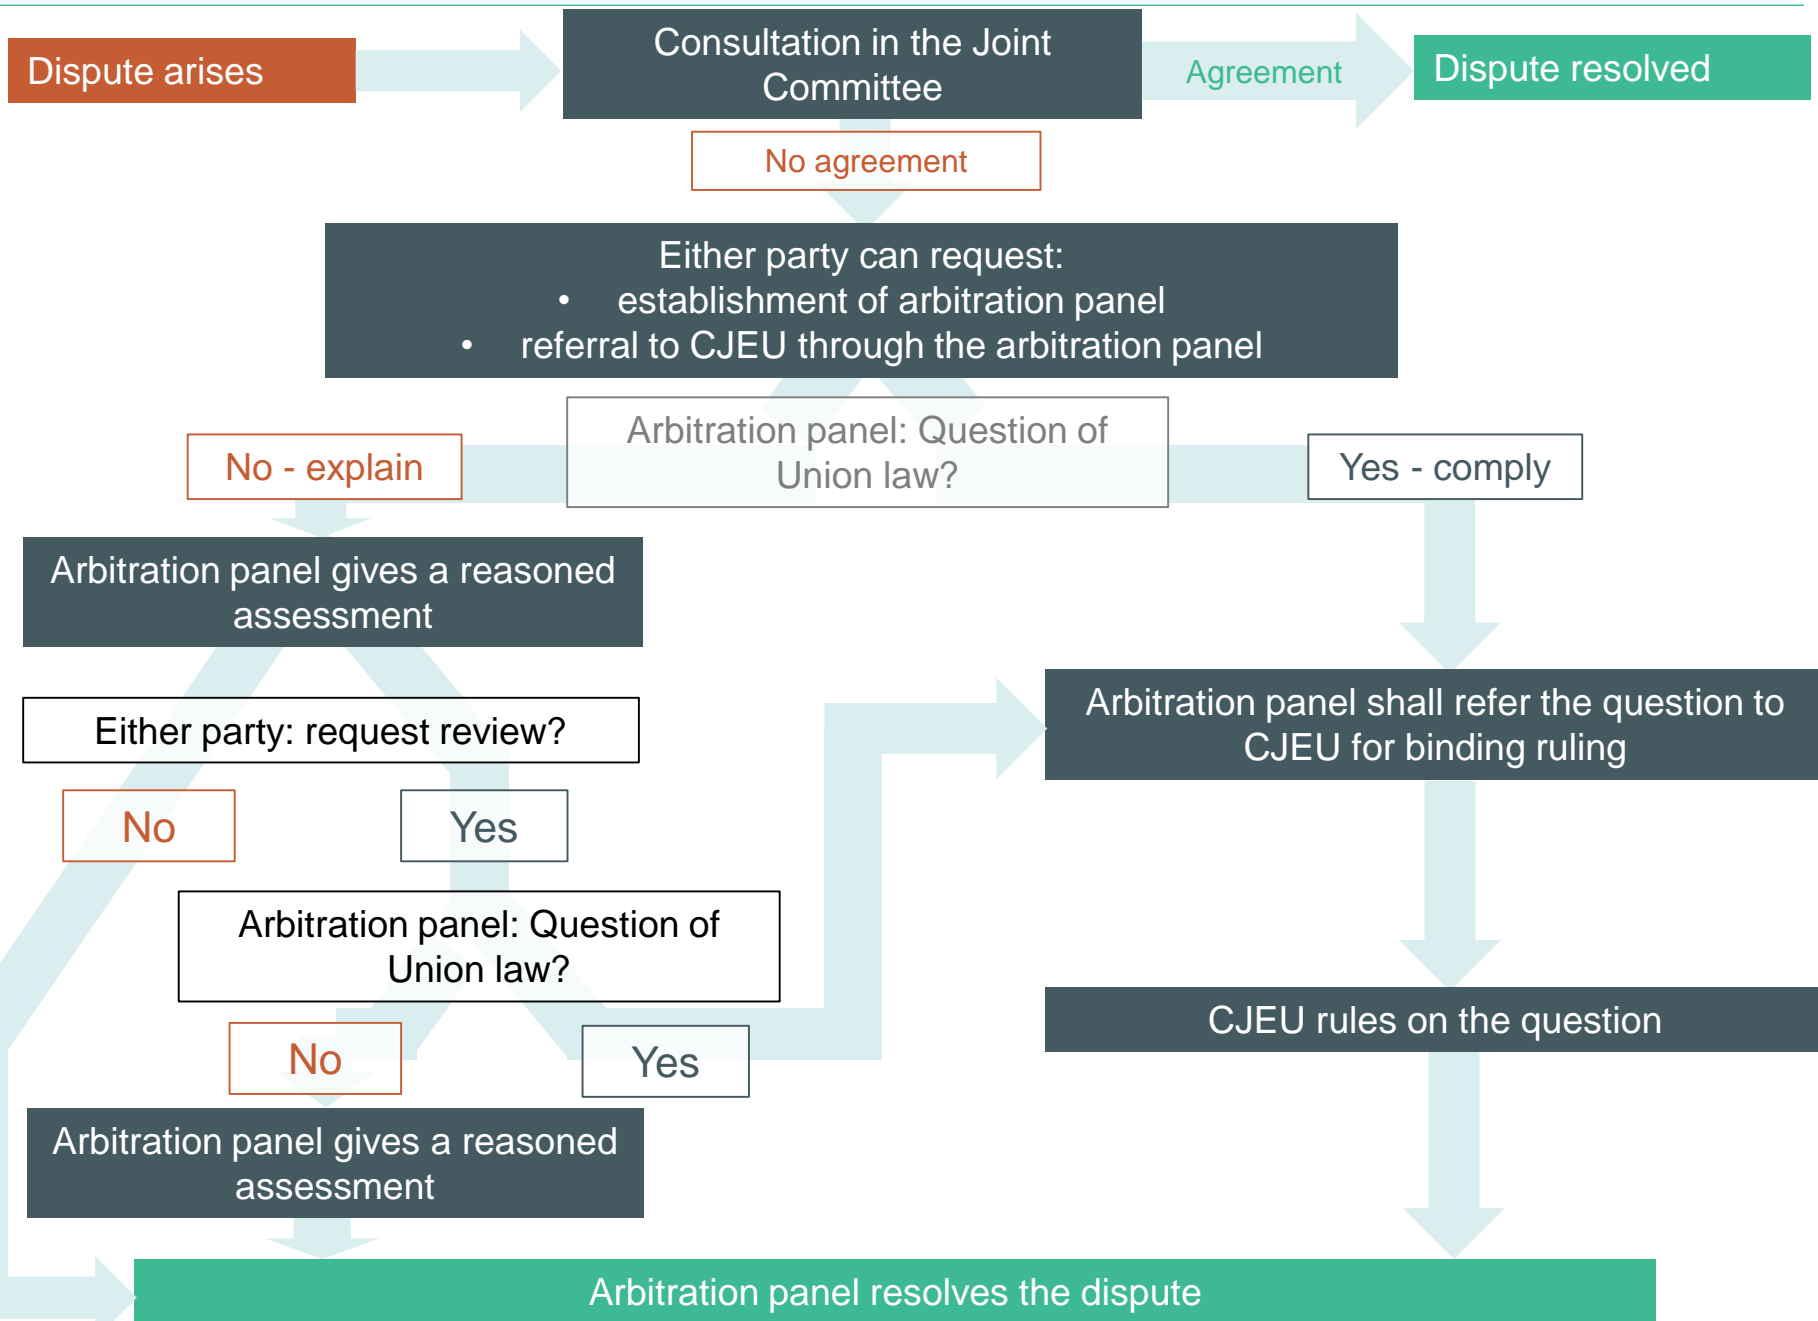 Dispute arises
Consultation in the Joint
Committee
Agreement
Dispute resolved
No agreement
Either party can request:
• establishment of arbitration panel
• referral to CJEU through the arbitration panel
Arbitration panel: Question of
Union law?
No - explain
Yes - comply
Arbitration panel gives a reasoned
assessment
Either party: request review?
Arbitration panel shall refer the question to
CJEU for binding ruling
No
Yes
Arbitration panel: Question of
Union law?
CJEU rules on the question
No
Yes
Arbitration panel gives a reasoned
assessment
Arbitration panel resolves the dispute